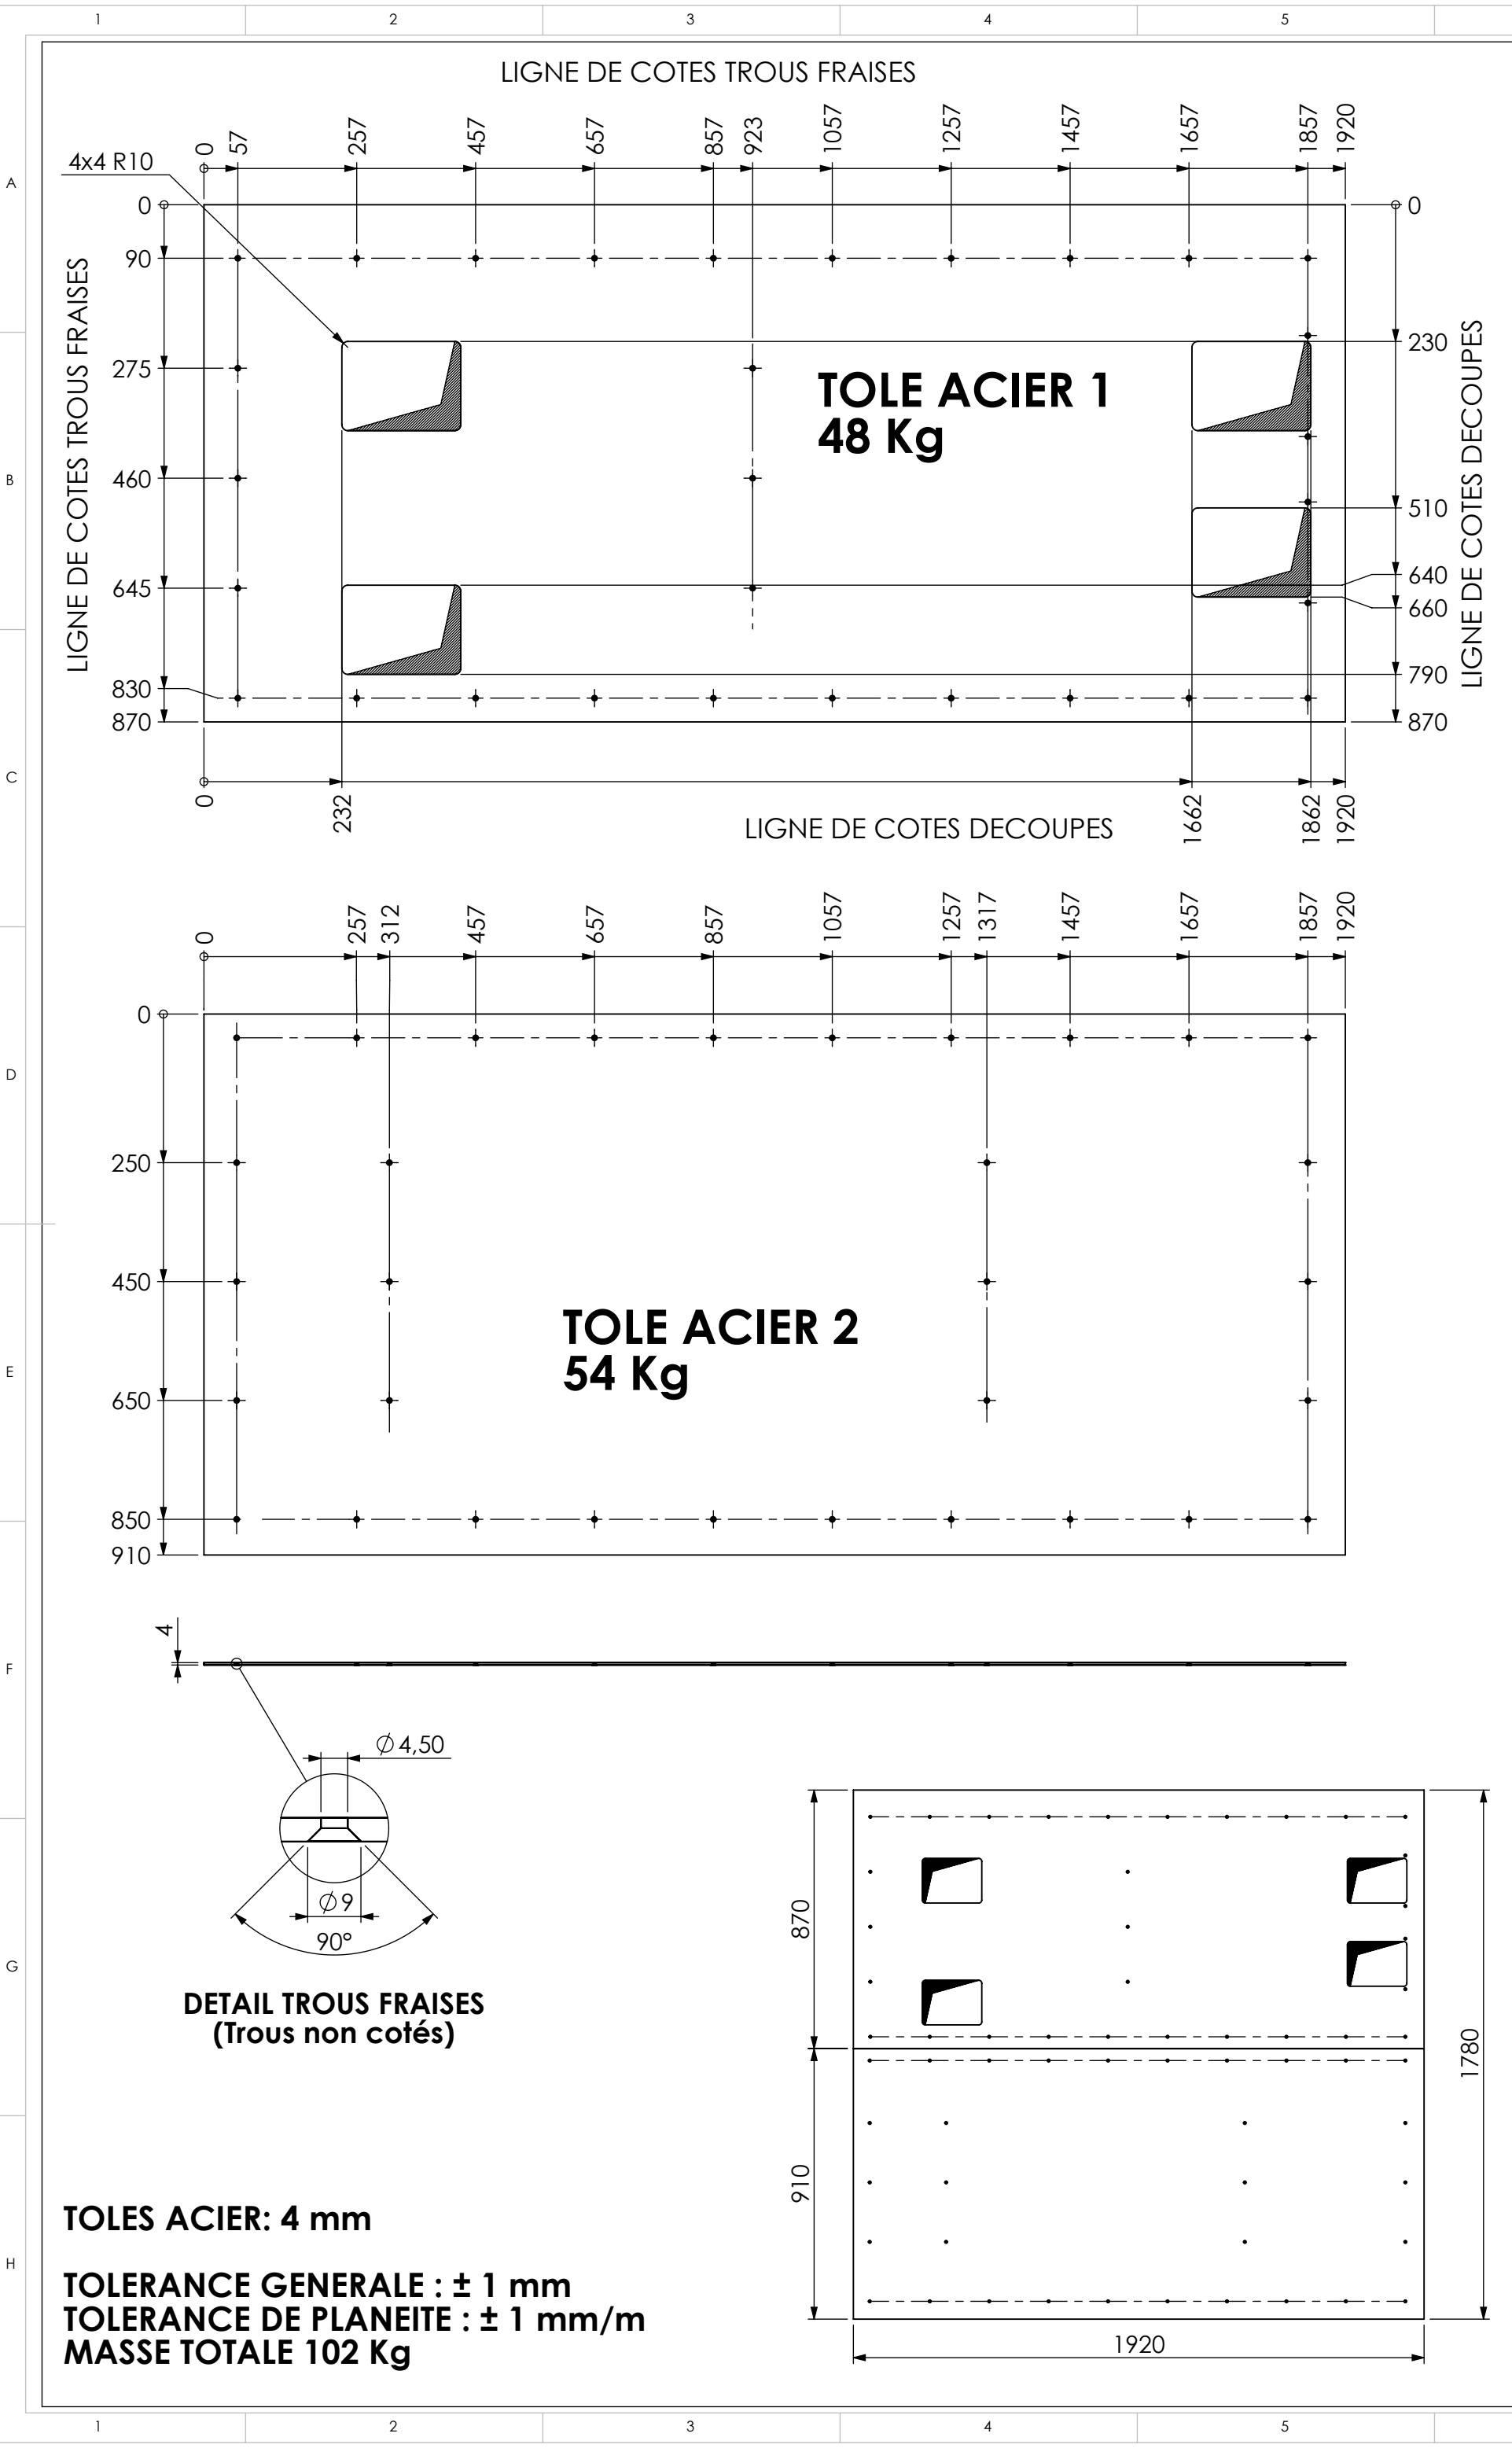 1 2 3 4 5
LIGNE DE COTES TROUS FRAISES
0 57 257 457 657 857 923 1057 1257 1457 1657 1857 1920
4x4 R10
A
B
C
D
E
F
G
H
LIGNE DE COTES TROUS FRAISES
0
90
275
460
645
830
870
TOLE ACIER 1
48 Kg
0
230
510
640
660
790
870
LIGNE DE COTES DECOUPES
0 232 1662 1862 1920
LIGNE DE COTES DECOUPES
0 257 312 457 657 857 1057 1257 1317 1457 1657 1857 1920
0
250
450
650
850
910
TOLE ACIER 2
54 Kg
4
∅4,50
∅9
90°
DETAIL TROUS FRAISES
(Trous non cotés)
870
910
1780
1920
TOLES ACIER: 4 mm
TOLERANCE GENERALE : ± 1 mm
TOLERANCE DE PLANEITE : ± 1 mm/m
MASSE TOTALE 102 Kg
1 2 3 4 5